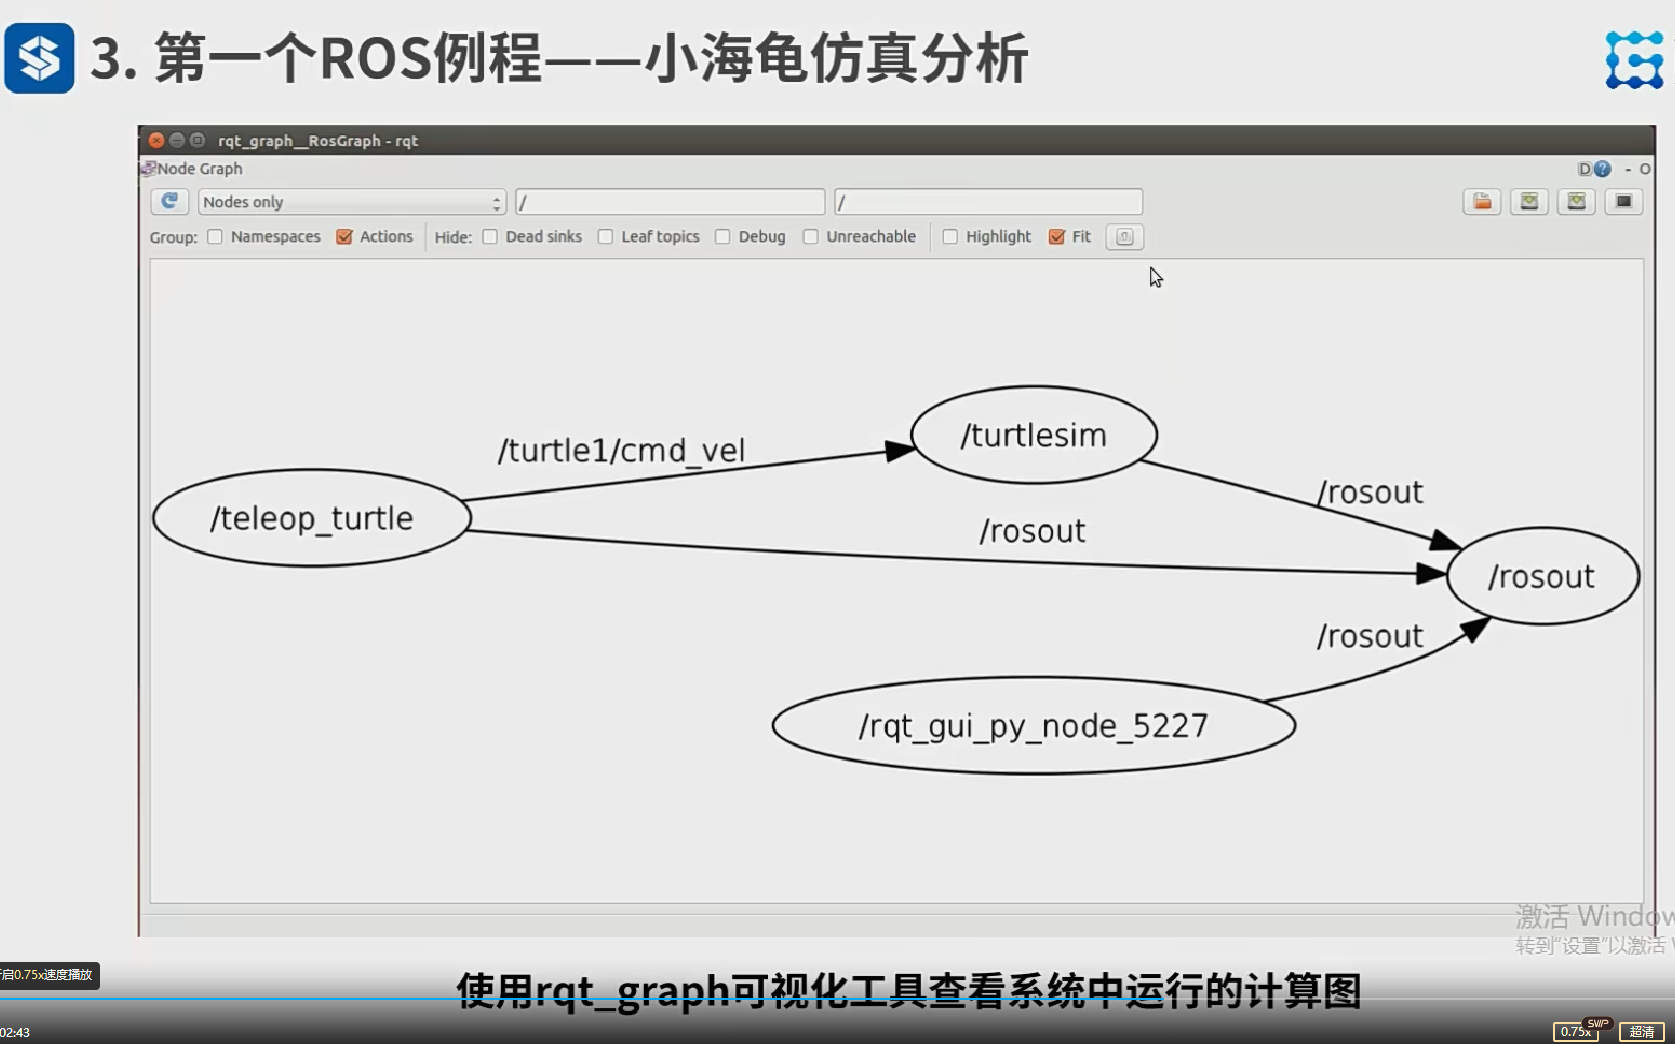 3. 第一个ROS例程——小海龟仿真分析
rqt_graph__RosGraph - rqt
Node Graph
D ? - O
Nodes only
/
/
Group: Namespaces Actions Hide: Dead sinks Leaf topics Debug Unreachable Highlight Fit
/turtlesim
/turtle1/cmd_vel
/rosout
/teleop_turtle
/rosout
/rosout
/rosout
/rqt_gui_py_node_5227
激活 Window
转到"设置"以激活
启0.75x速度播放
使用rqt_graph可视化工具查看系统中运行的计算图
02:43
SWP
0.75x
超清